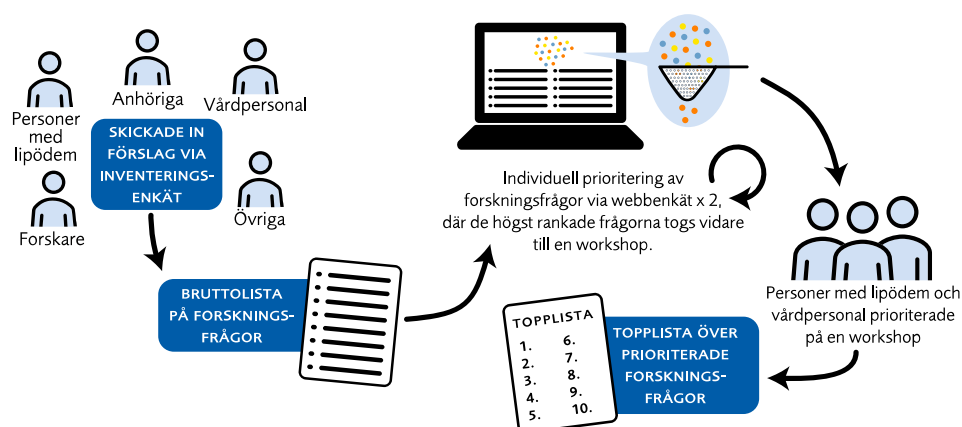 Personer
med
lipödem
Anhöriga
Vårdpersonal
SKICKADE IN
FÖRSLAG VIA
INVENTERINGS-
ENKÄT
Forskare
Övriga
BRUTTOLISTA
PÅ FORSKNINGS-
FRÅGOR
Individuell prioritering av
forskningsfrågor via webbenkät x 2,
där de högst rankade frågorna togs vidare
till en workshop.
Personer med lipödem och
vårdpersonal prioriterade
på en workshop
TOPPLISTA
1.
2.
3.
4.
5.
6.
7.
8.
9.
10.
TOPPLISTA ÖVER
PRIORITERADE
FORSKNINGS-
FRÅGOR